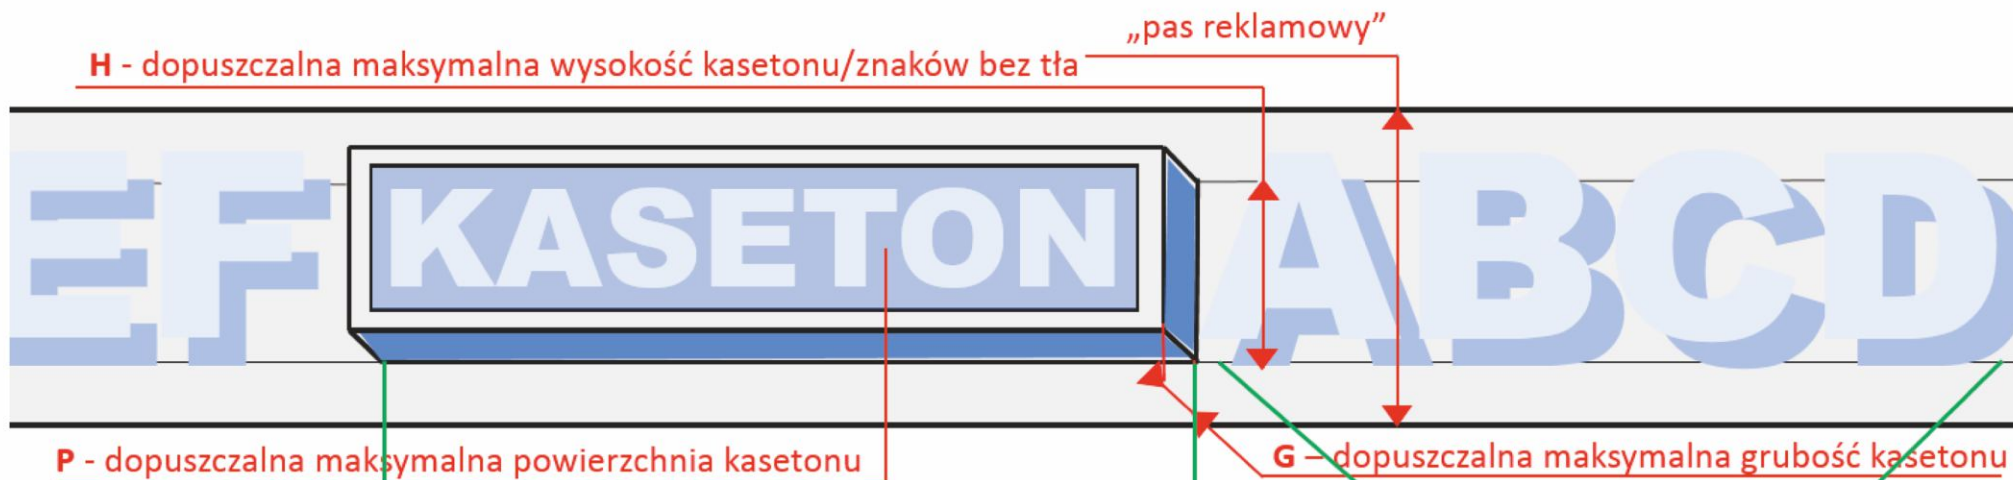 „pas reklamowy”
H - dopuszczalna maksymalna wysokość kasetonu/znaków bez tła
EF KASETON ABCD
P - dopuszczalna maksymalna powierzchnia kasetonu
G – dopuszczalna maksymalna grubość kasetonu